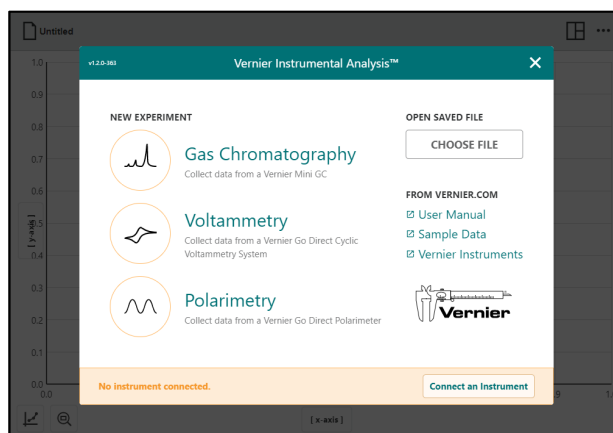 Untitled
v1.2.0-363
Vernier Instrumental Analysis™
NEW EXPERIMENT
Gas Chromatography
Collect data from a Vernier Mini GC
Voltammetry
Collect data from a Vernier Go Direct Cyclic
Voltammetry System
Polarimetry
Collect data from a Vernier Go Direct Polarimeter
OPEN SAVED FILE
CHOOSE FILE
FROM VERNIER.COM
User Manual
Sample Data
Vernier Instruments
Vernier
No instrument connected.
Connect an Instrument
1.0
0.9
0.8
0.7
0.6
0.4
0.3
0.2
0.1
0.0
[ y-axis ]
0.0
.9
[ x-axis ]